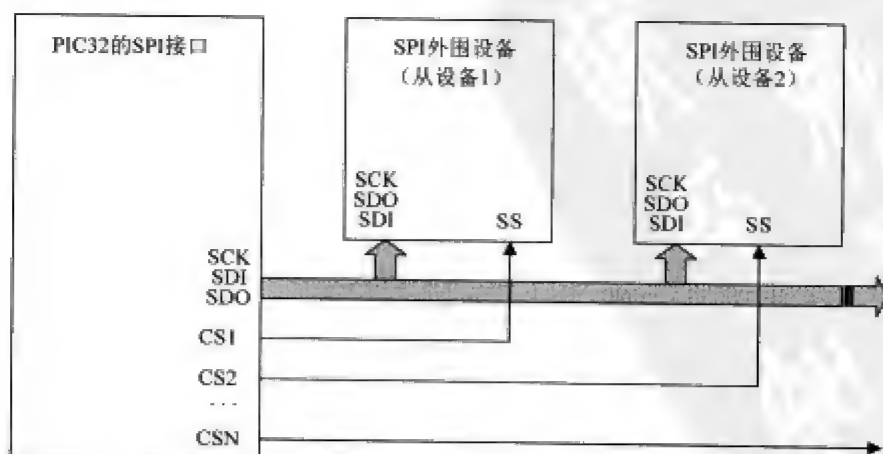 PIC32的SPI接口
SCK
SDI
SDO
CS1
CS2
...
CSN
SPI外围设备
(从设备1)
SCK
SDO
SDI
SS
SPI外围设备
(从设备2)
SCK
SDO
SDI
SS